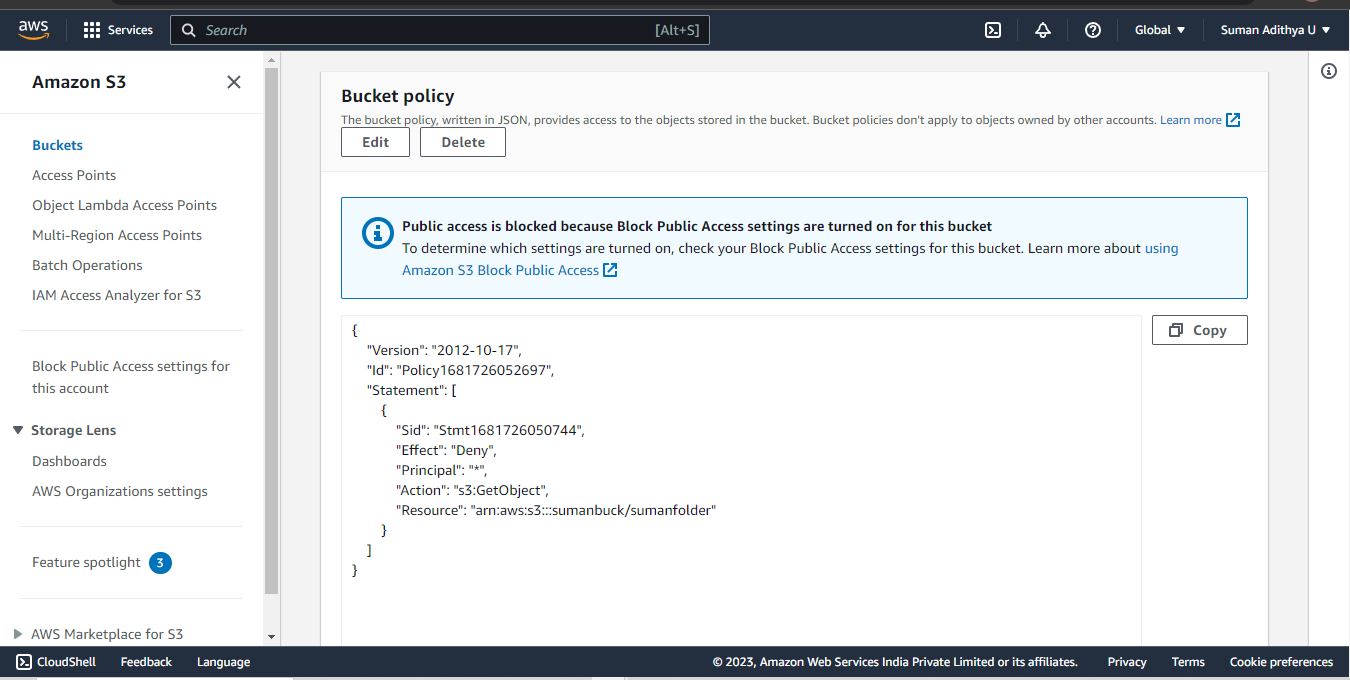 aws
Services
Search
[Alt+S]
Global
Suman Adithya U
Amazon S3
Buckets
Access Points
Object Lambda Access Points
Multi-Region Access Points
Batch Operations
IAM Access Analyzer for S3
Block Public Access settings for
this account
Storage Lens
Dashboards
AWS Organizations settings
Feature spotlight 3
AWS Marketplace for S3
Bucket policy
The bucket policy, written in JSON, provides access to the objects stored in the bucket. Bucket policies don't apply to objects owned by other accounts. Learn more
Edit
Delete
Public access is blocked because Block Public Access settings are turned on for this bucket
To determine which settings are turned on, check your Block Public Access settings for this bucket. Learn more about using
Amazon S3 Block Public Access
Copy
{
"Version": "2012-10-17",
"Id": "Policy1681726052697",
"Statement": [
{
"Sid": "Stmt1681726050744",
"Effect": "Deny",
"Principal": "*",
"Action": "s3:GetObject",
"Resource": "arn:aws:s3:::sumanbuck/sumanfolder"
}
]
}
CloudShell
Feedback
Language
© 2023, Amazon Web Services India Private Limited or its affiliates.
Privacy
Terms
Cookie preferences